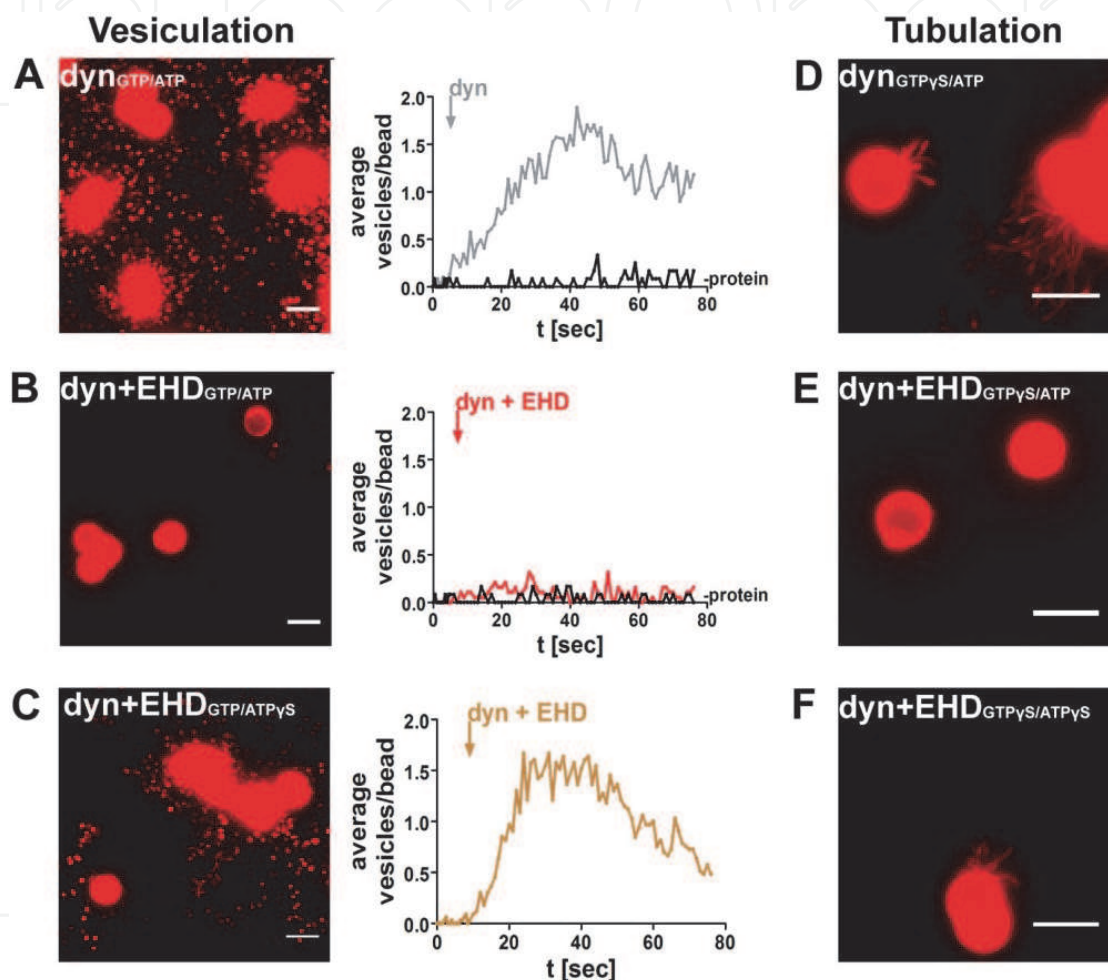 Vesiculation
Tubulation
A
dynGTP/ATP
average
vesicles/bead
2.0
1.5
1.0
0.5
0.0
dyn
-protein
0
20
40
60
80
t [sec]
D
dynGTPγS/ATP
B
dyn+EHDGTP/ATP
average
vesicles/bead
2.0
1.5
1.0
0.5
0.0
dyn + EHD
-protein
0
20
40
60
80
t [sec]
E
dyn+EHDGTPγS/ATP
C
dyn+EHDGTP/ATPγS
average
vesicles/bead
2.0
1.5
1.0
0.5
0.0
dyn + EHD
0
20
40
60
80
t [sec]
F
dyn+EHDGTPγS/ATPγS